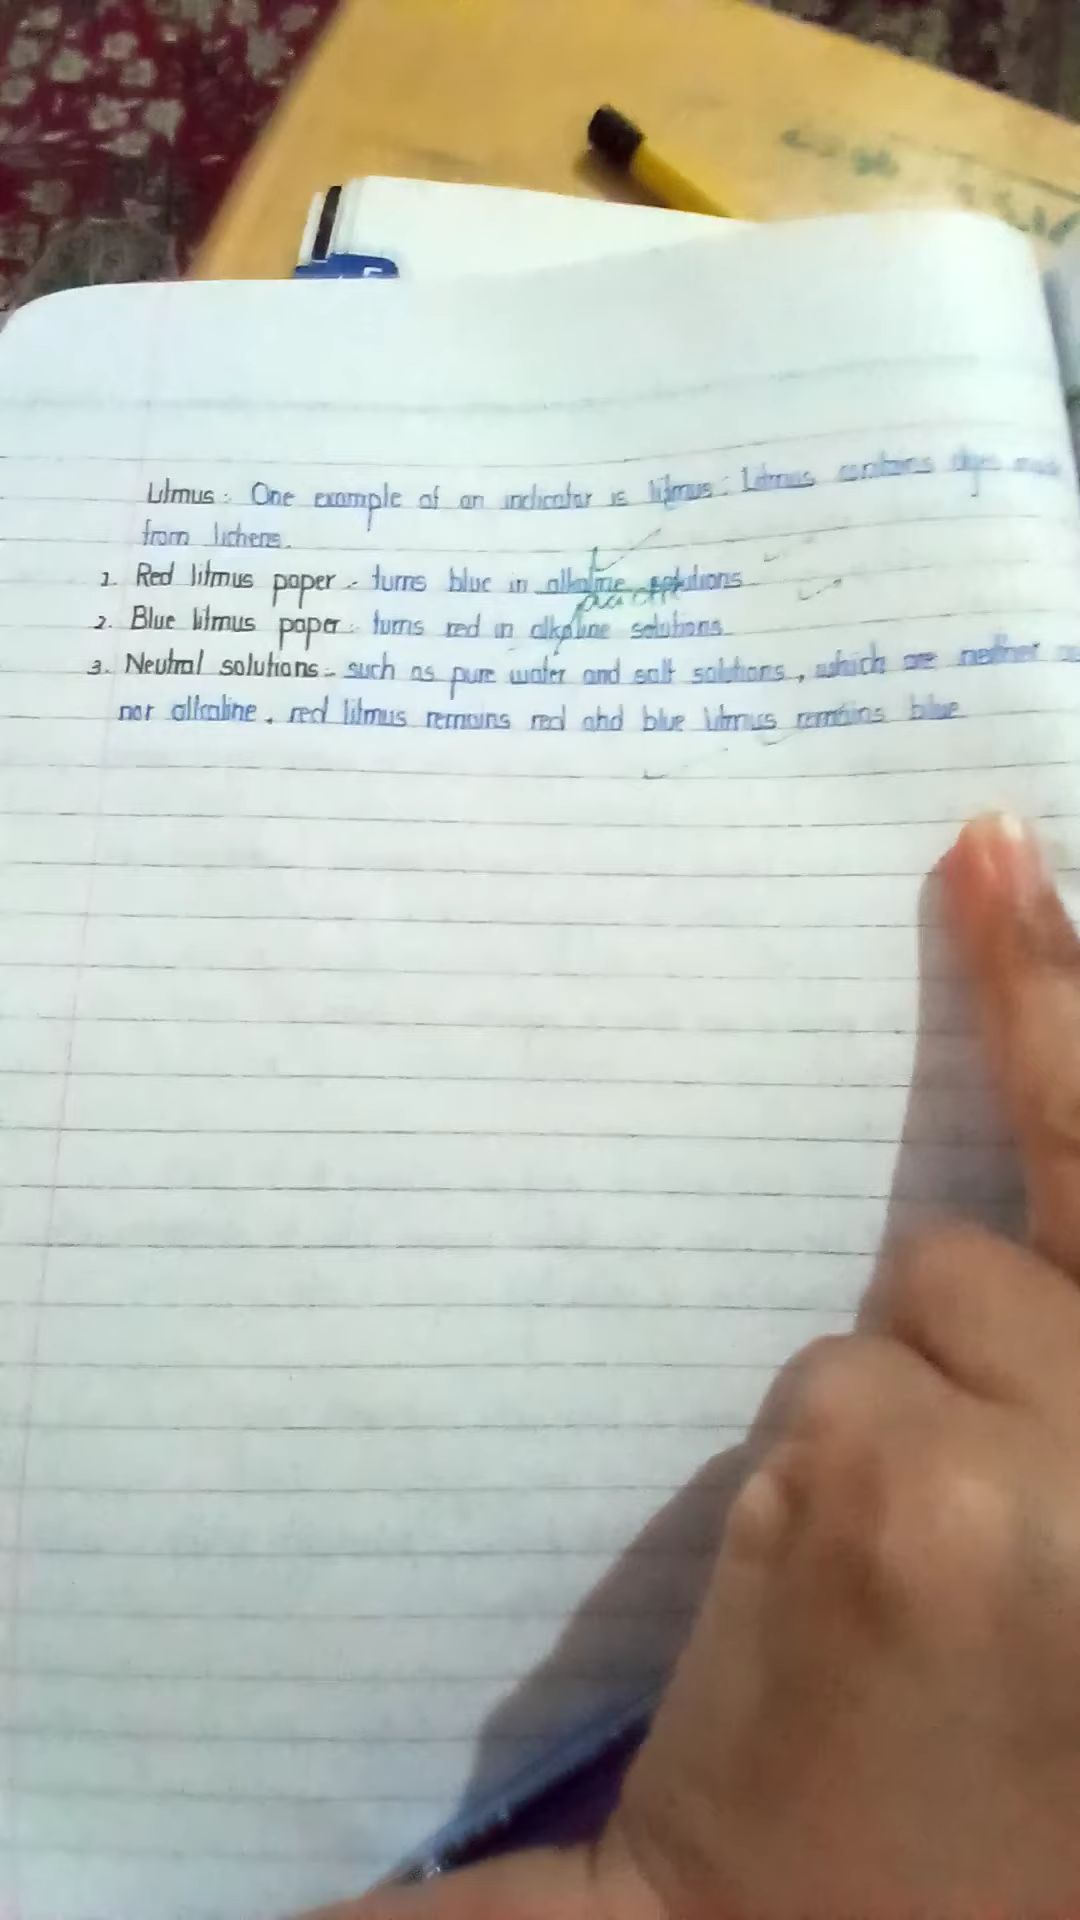 Litmus: One example of an indicator is litmus. Litmus contains dyes made
from lichens.
1. Red litmus paper - turns blue in alkaline solutions
2. Blue litmus paper - turns red in alkaline solutions
3. Neutral solutions - such as pure water and salt solutions, which are neither
nor alkaline, red litmus remains red and blue litmus remains blue